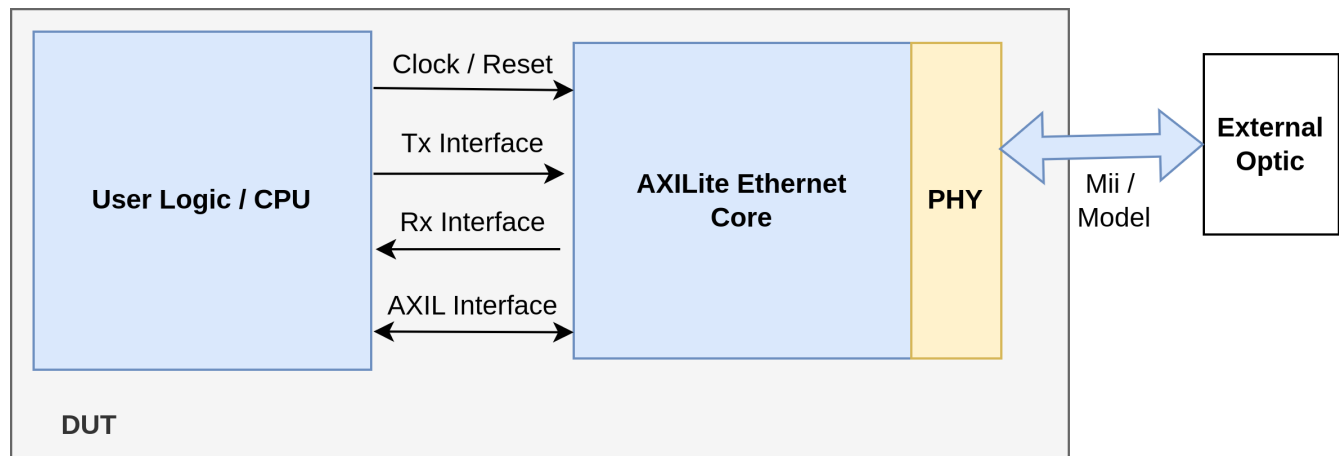 Clock / Reset
Tx Interface
Rx Interface
AXIL Interface
User Logic / CPU
AXILite Ethernet
Core
PHY
Mii /
Model
External
Optic
DUT